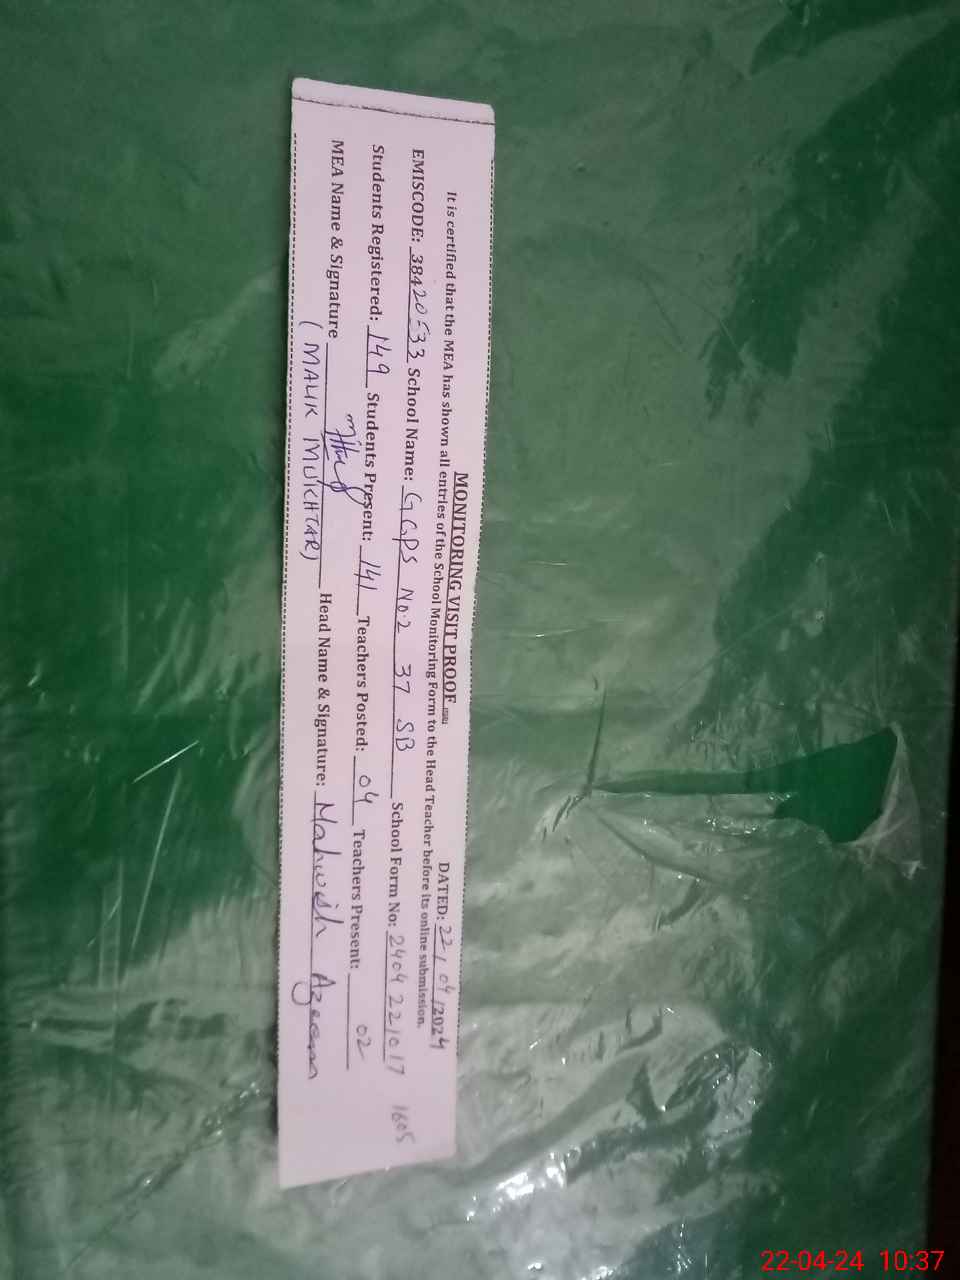 MONITORING VISIT PROOF
DATED: 22/04/2024
It is certified that the MEA has shown all entries of the School Monitoring Form to the Head Teacher before its online submission.
EMISCODE: 38420533 School Name: GGPS No.2 37 SB School Form No: 2404221017 1605
Students Registered: 149 Students Present: 141 Teachers Posted: 04 Teachers Present: 02
MEA Name & Signature Head Name & Signature: Mahwish Azeem
(MALIK MUKHTAR)
22-04-24 10:37